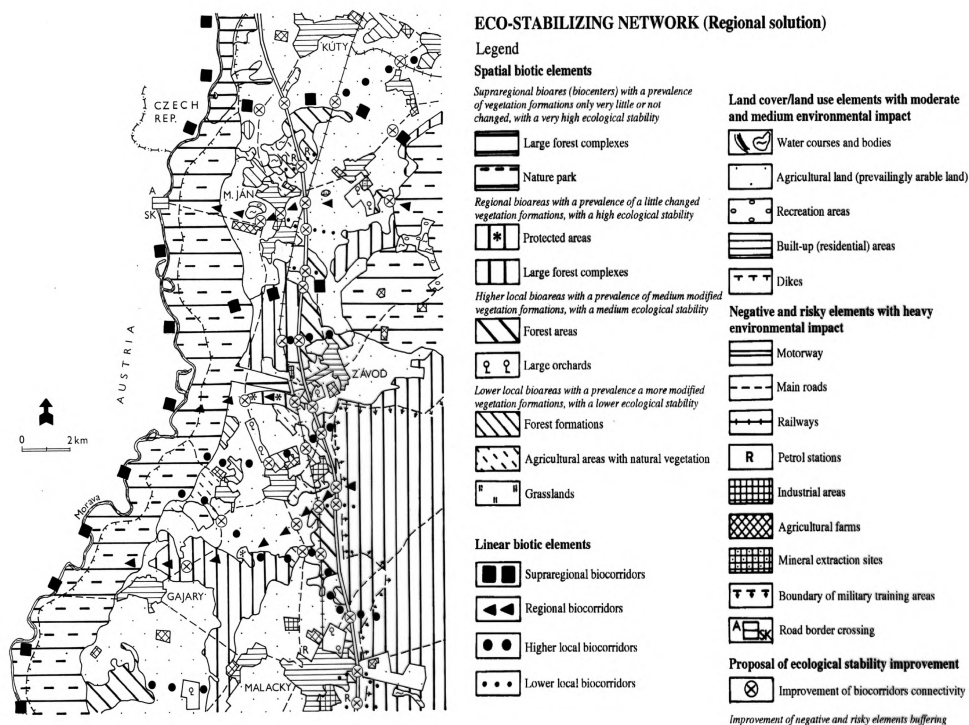 KÚTY
CZECH
REP.
M. JÁN
R
A
SK
AUSTRIA
ZÁVOD
0 2 km
Morava
GAJARY
R
MALACKY
R
ECO-STABILIZING NETWORK (Regional solution)
Legend
Spatial biotic elements
Supraregional bioares (biocenters) with a prevalence
of vegetation formations only very little or not
changed, with a very high ecological stability
Large forest complexes
Nature park
Regional bioareas with a prevalence of a little changed
vegetation formations, with a high ecological stability
Protected areas
Large forest complexes
Higher local bioareas with a prevalence of medium modified
vegetation formations, with a medium ecological stability
Forest areas
Large orchards
Lower local bioareas with a prevalence a more modified
vegetation formations, with a lower ecological stability
Forest formations
Agricultural areas with natural vegetation
Grasslands
Linear biotic elements
Supraregional biocorridors
Regional biocorridors
Higher local biocorridors
Lower local biocorridors
Land cover/land use elements with moderate
and medium environmental impact
Water courses and bodies
Agricultural land (prevailingly arable land)
Recreation areas
Built-up (residential) areas
Dikes
Negative and risky elements with heavy
environmental impact
Motorway
Main roads
Railways
R Petrol stations
Industrial areas
Agricultural farms
Mineral extraction sites
Boundary of military training areas
A SK Road border crossing
Proposal of ecological stability improvement
Improvement of biocorridors connectivity
Improvement of negative and risky elements buffering